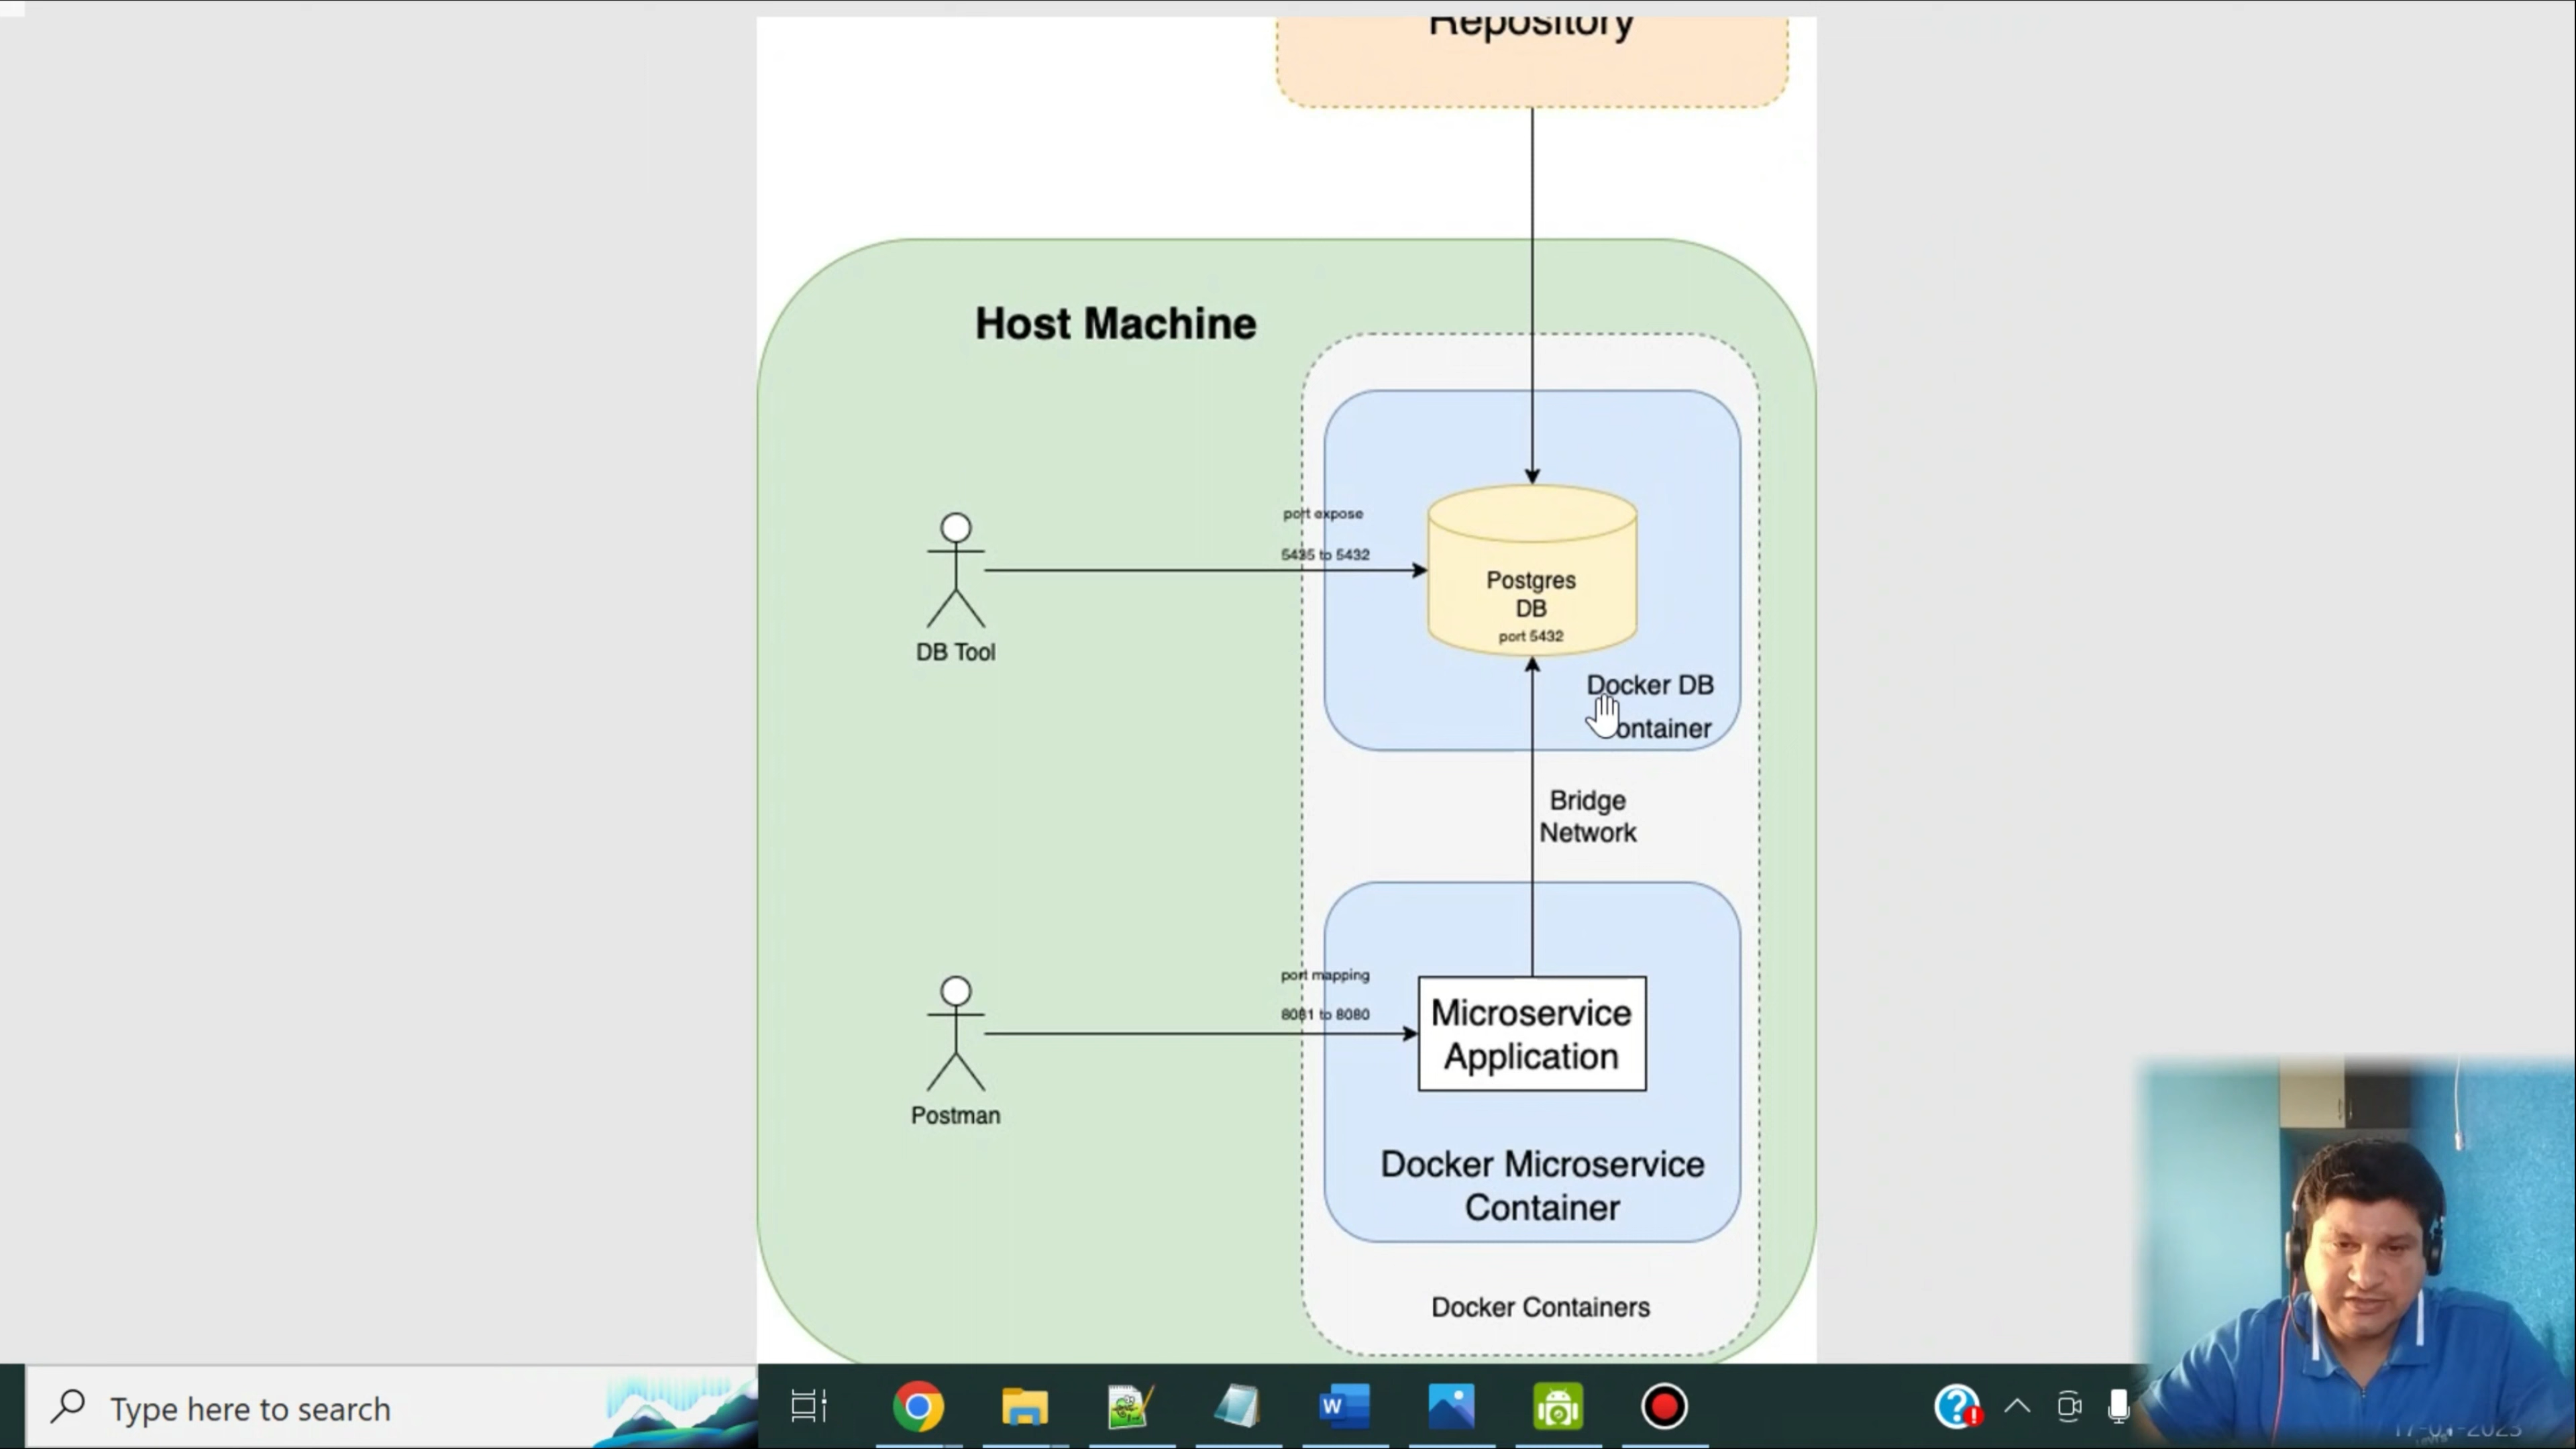 Repository
Host Machine
port expose
5435 to 5432
Postgres
DB
port 5432
DB Tool
Docker DB
ontainer
Bridge
Network
port mapping
8081 to 8080
Microservice
Application
Postman
Docker Microservice
Container
Docker Containers
Type here to search
W